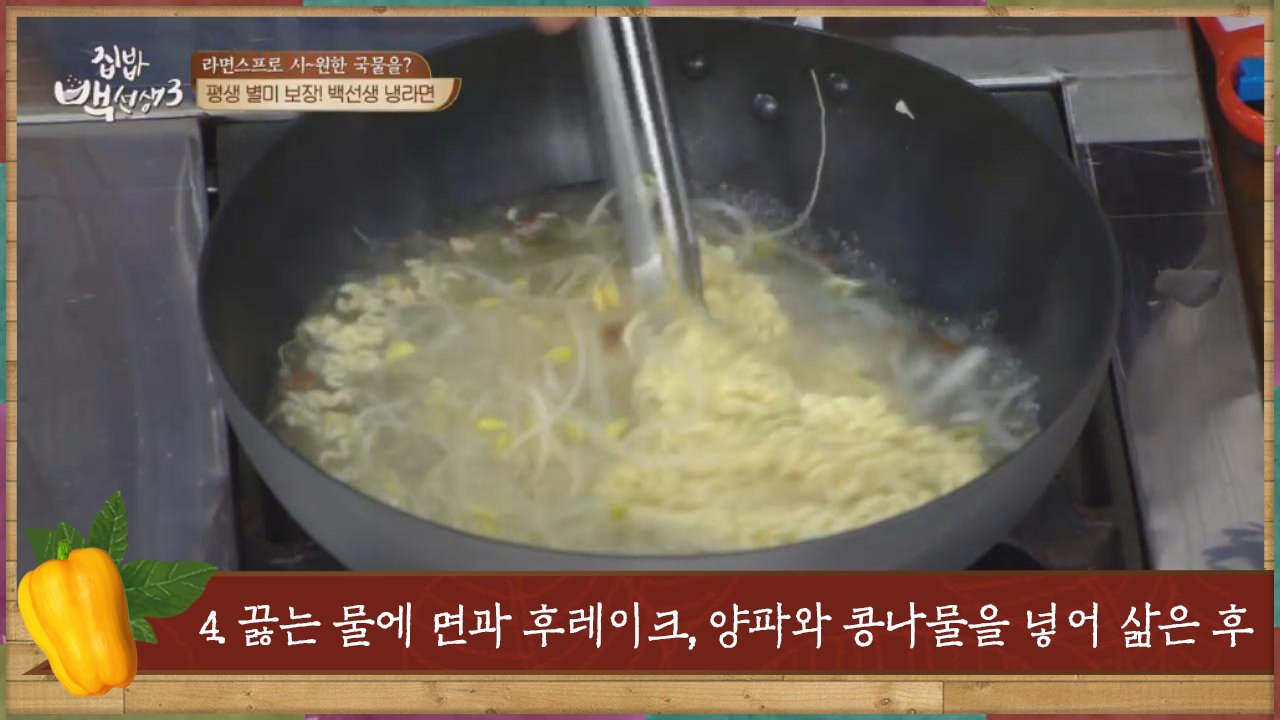 집밥
백선생3
라면스프로 시~원한 국물을?
평생 별미 보장! 백선생 냉라면
4. 끓는 물에 면과 후레이크, 양파와 콩나물을 넣어 삶은 후